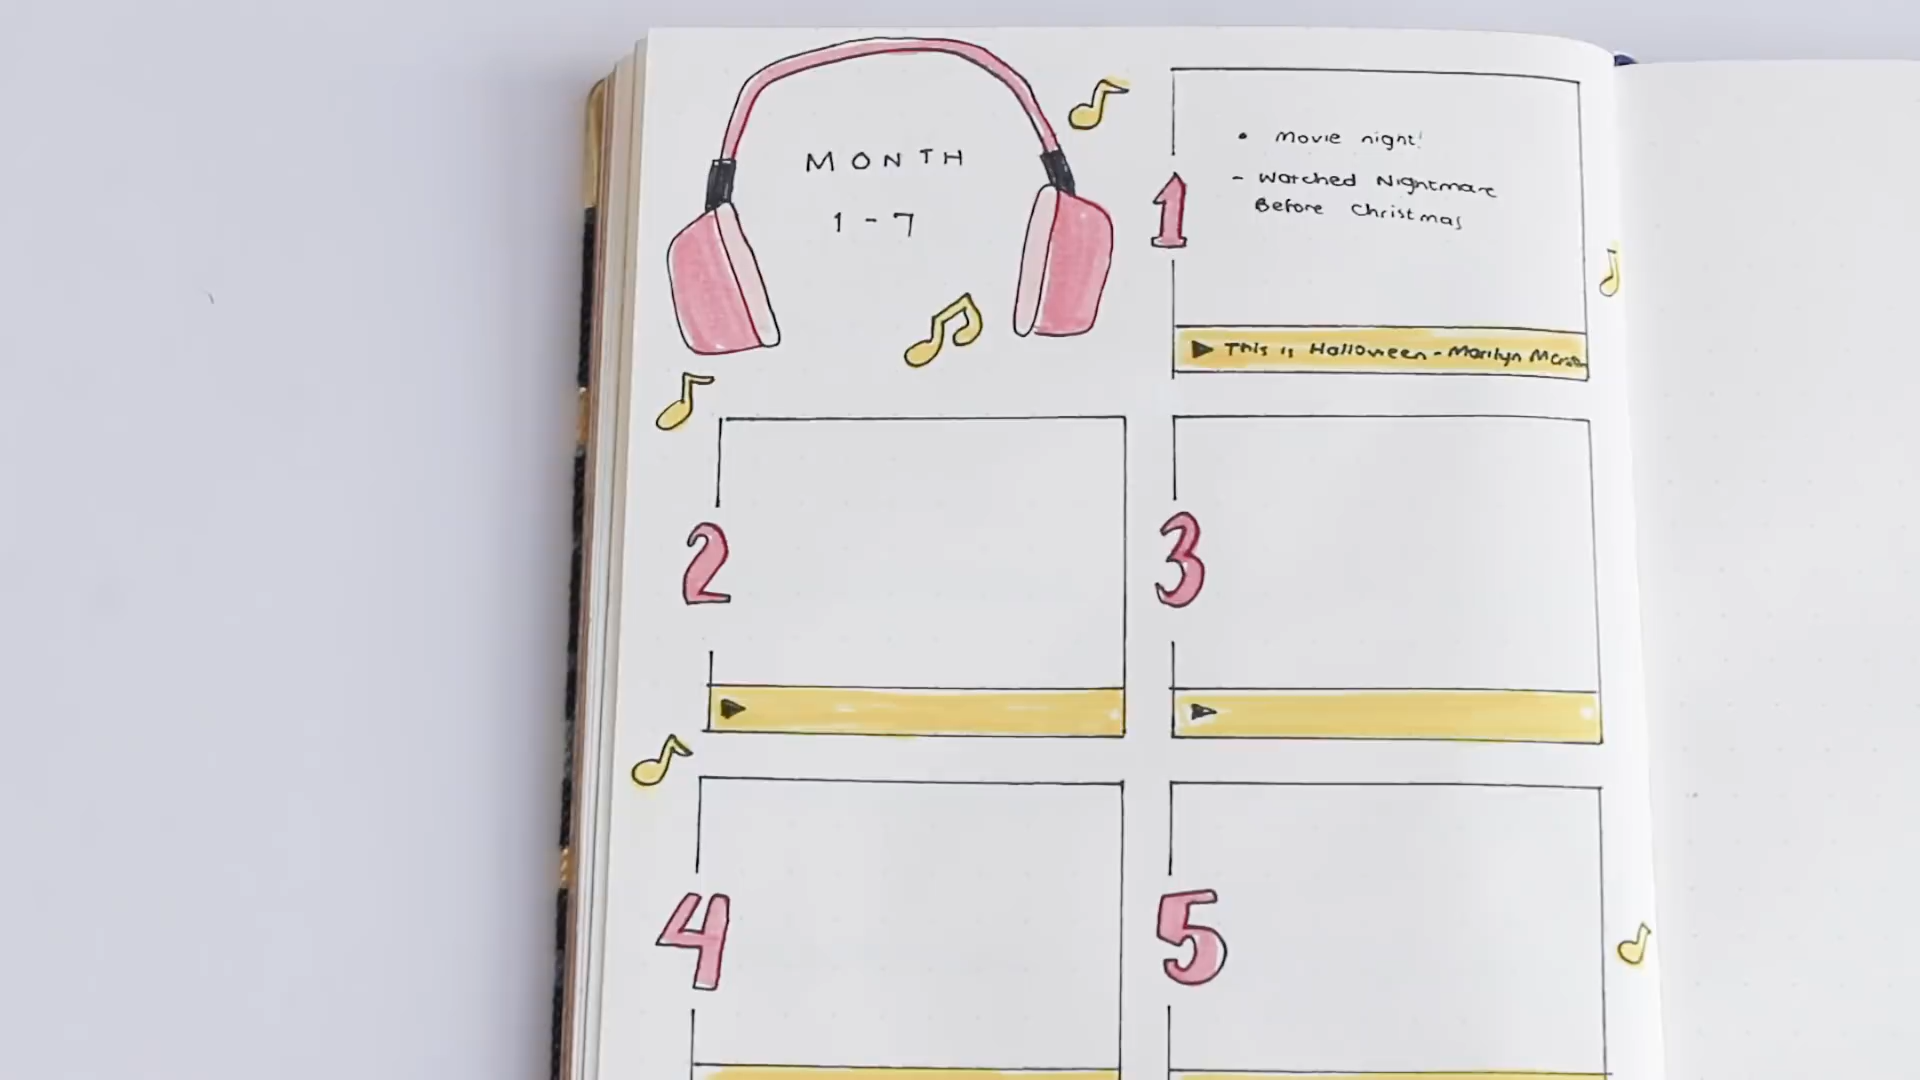 MONTH
1-7
1
• Movie night!
- Watched Nightmare
Before Christmas
▶ This is Halloween - Marilyn
2
3
4
5